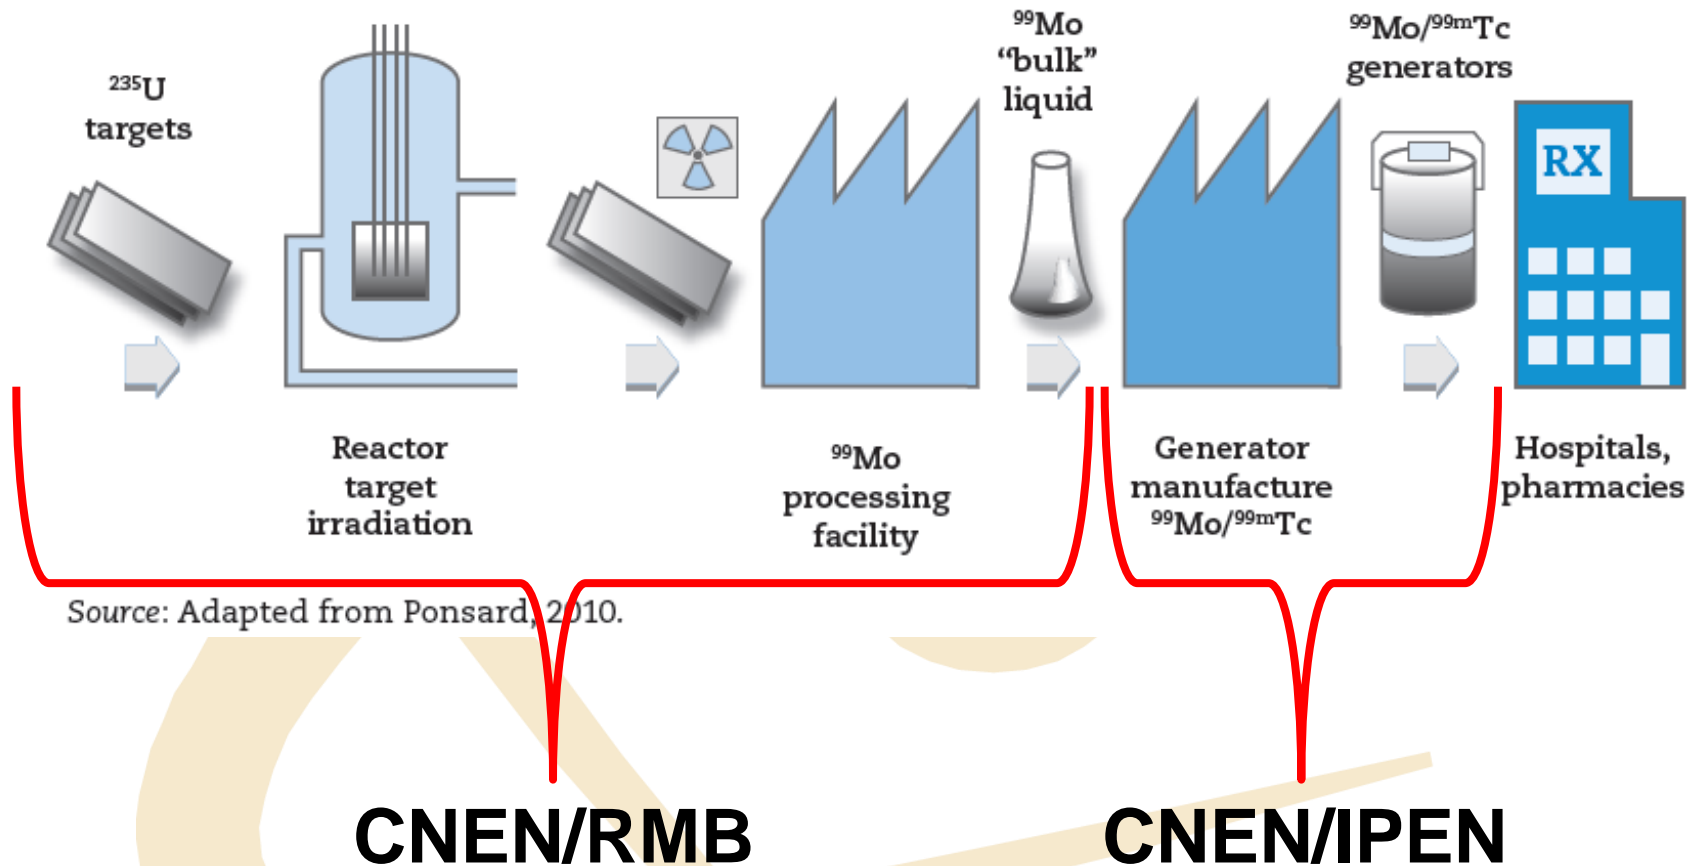 ²³⁵U
targets
⁹⁹Mo
“bulk”
liquid
⁹⁹Mo/⁹⁹ᵐTc
generators
RX
Reactor
target
irradiation
⁹⁹Mo
processing
facility
Generator
manufacture
⁹⁹Mo/⁹⁹ᵐTc
Hospitals,
pharmacies
Source: Adapted from Ponsard, 2010.
CNEN/RMB
CNEN/IPEN